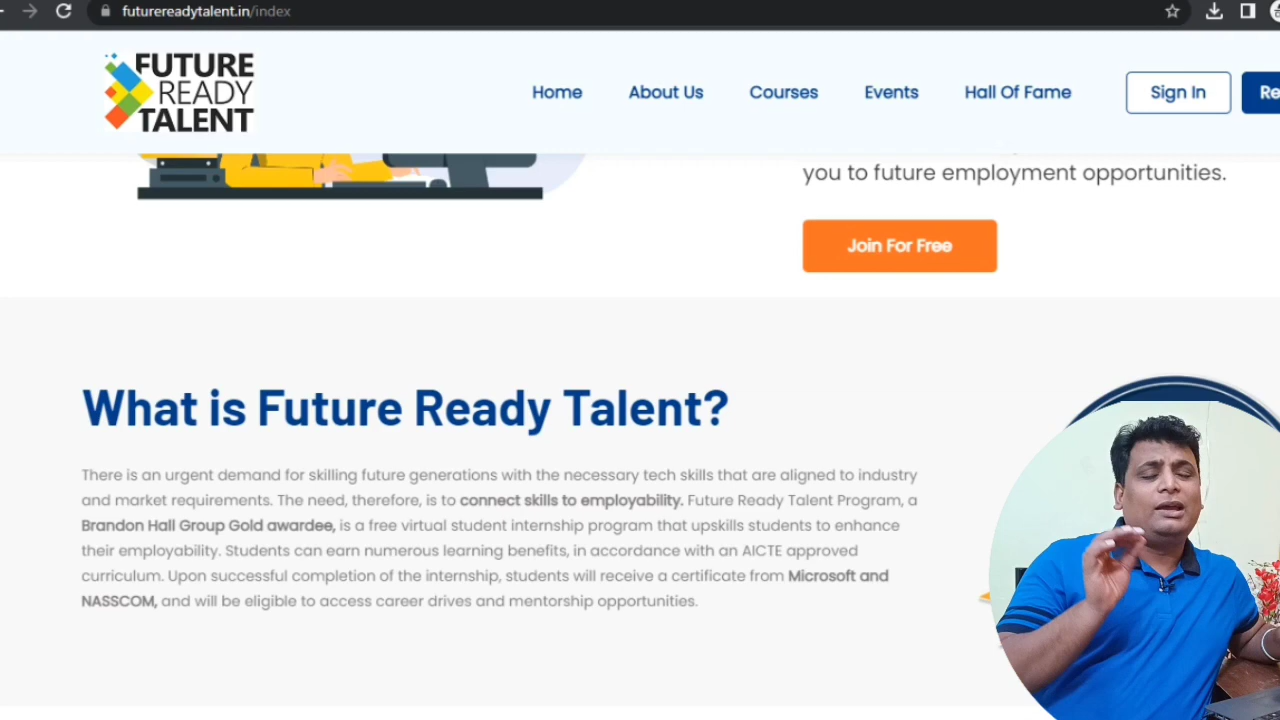 futurereadytalent.in/index
FUTURE
READY
TALENT
Home About Us Courses Events Hall Of Fame Sign In
you to future employment opportunities.
Join For Free
What is Future Ready Talent?
There is an urgent demand for skilling future generations with the necessary tech skills that are aligned to industry
and market requirements. The need, therefore, is to connect skills to employability. Future Ready Talent Program, a
Brandon Hall Group Gold awardee, is a free virtual student internship program that upskills students to enhance
their employability. Students can earn numerous learning benefits, in accordance with an AICTE approved
curriculum. Upon successful completion of the internship, students will receive a certificate from Microsoft and
NASSCOM, and will be eligible to access career drives and mentorship opportunities.